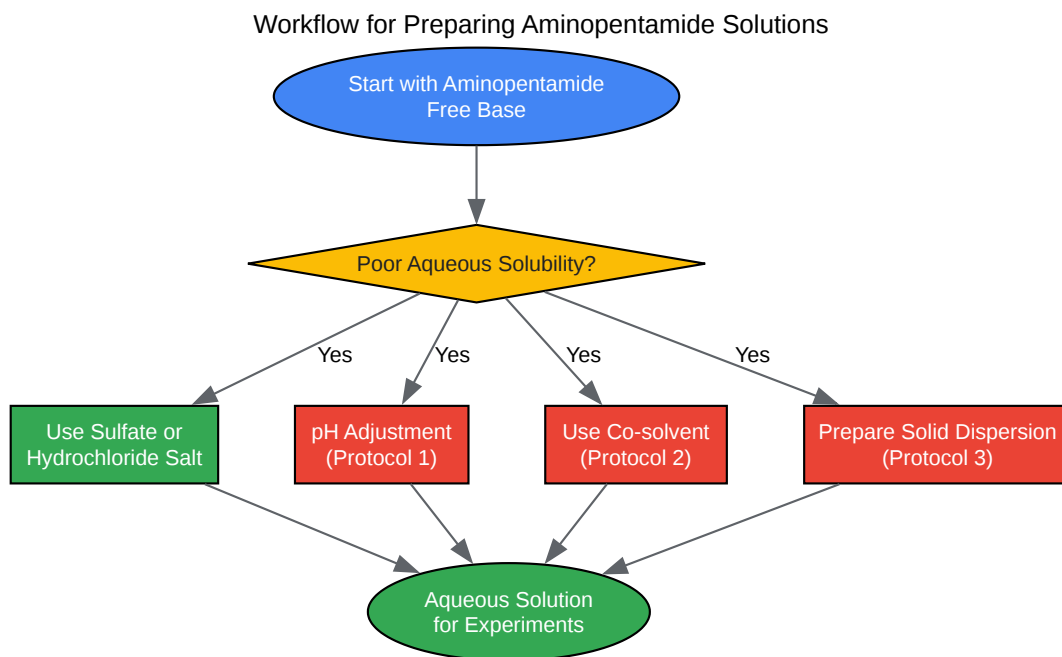 Workflow for Preparing Aminopentamide Solutions
Start with Aminopentamide
Free Base
Poor Aqueous Solubility?
Yes
Yes
Yes
Yes
Use Sulfate or
Hydrochloride Salt
pH Adjustment
(Protocol 1)
Use Co-solvent
(Protocol 2)
Prepare Solid Dispersion
(Protocol 3)
Aqueous Solution
for Experiments